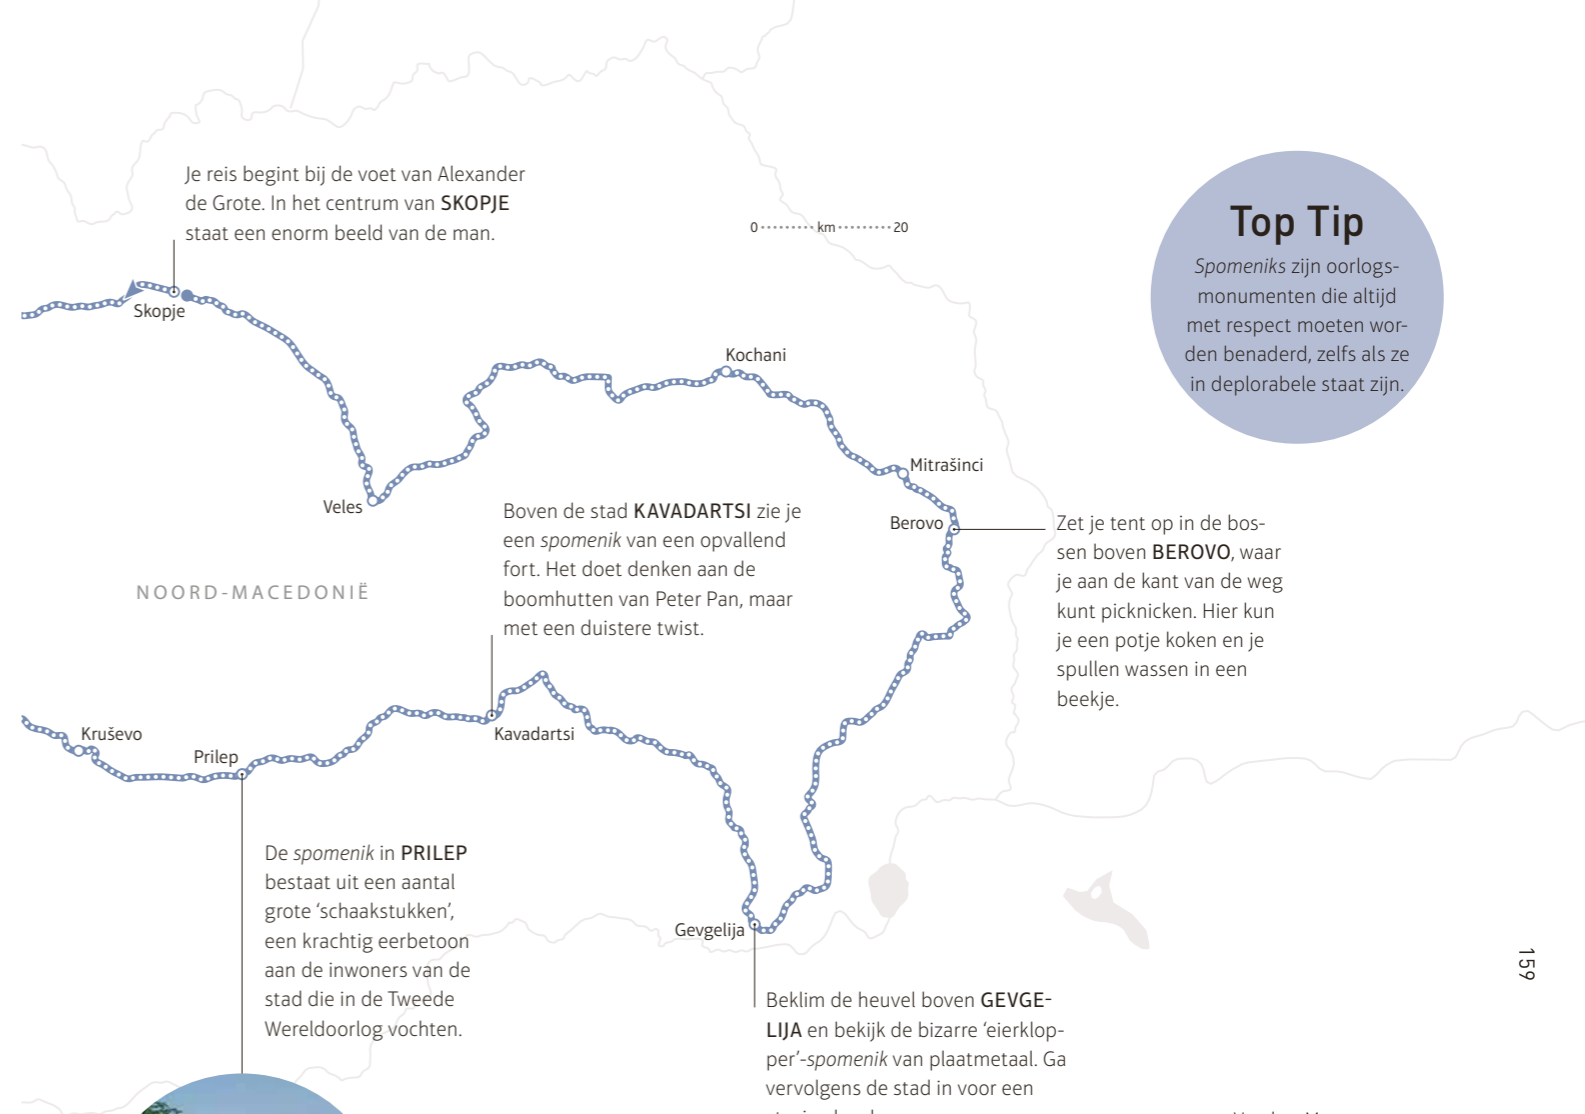 Je reis begint bij de voet van Alexander
de Grote. In het centrum van SKOPJE
staat een enorm beeld van de man.
0 km 20
Top Tip
Spomeniks zijn oorlogs-
monumenten die altijd
met respect moeten wor-
den benaderd, zelfs als ze
in deplorabele staat zijn.
Skopje
Kochani
Mitrašinci
Veles
Berovo
Boven de stad KAVADARTSI zie je
een spomenik van een opvallend
fort. Het doet denken aan de
boomhutten van Peter Pan, maar
met een duistere twist.
Zet je tent op in de bos-
sen boven BEROVO, waar
je aan de kant van de weg
kunt picknicken. Hier kun
je een potje koken en je
spullen wassen in een
beekje.
NOORD-MACEDONIË
Kruševo
Prilep
Kavadartsi
De spomenik in PRILEP
bestaat uit een aantal
grote ‘schaakstukken’,
een krachtig eerbetoon
aan de inwoners van de
stad die in de Tweede
Wereldoorlog vochten.
Gevgelija
Beklim de heuvel boven GEVGE-
LIJA en bekijk de bizarre ‘eierklop-
per’-spomenik van plaatmetaal. Ga
vervolgens de stad in voor een
159